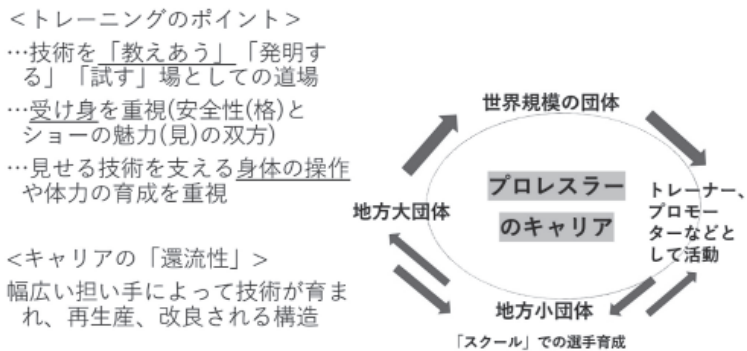 ＜トレーニングのポイント＞
…技術を「教えあう」「発明す
る」「試す」場としての道場
…受け身を重視(安全性(格)と
ショーの魅力(見)の双方)
…見せる技術を支える身体の操作
や体力の育成を重視
<キャリアの「還流性」>
幅広い担い手によって技術が育ま
れ、再生産、改良される構造
世界規模の団体
プロレスラー
のキャリア
地方大団体
トレーナー、
プロモー
ターなどと
して活動
地方小団体
「スクール」での選手育成